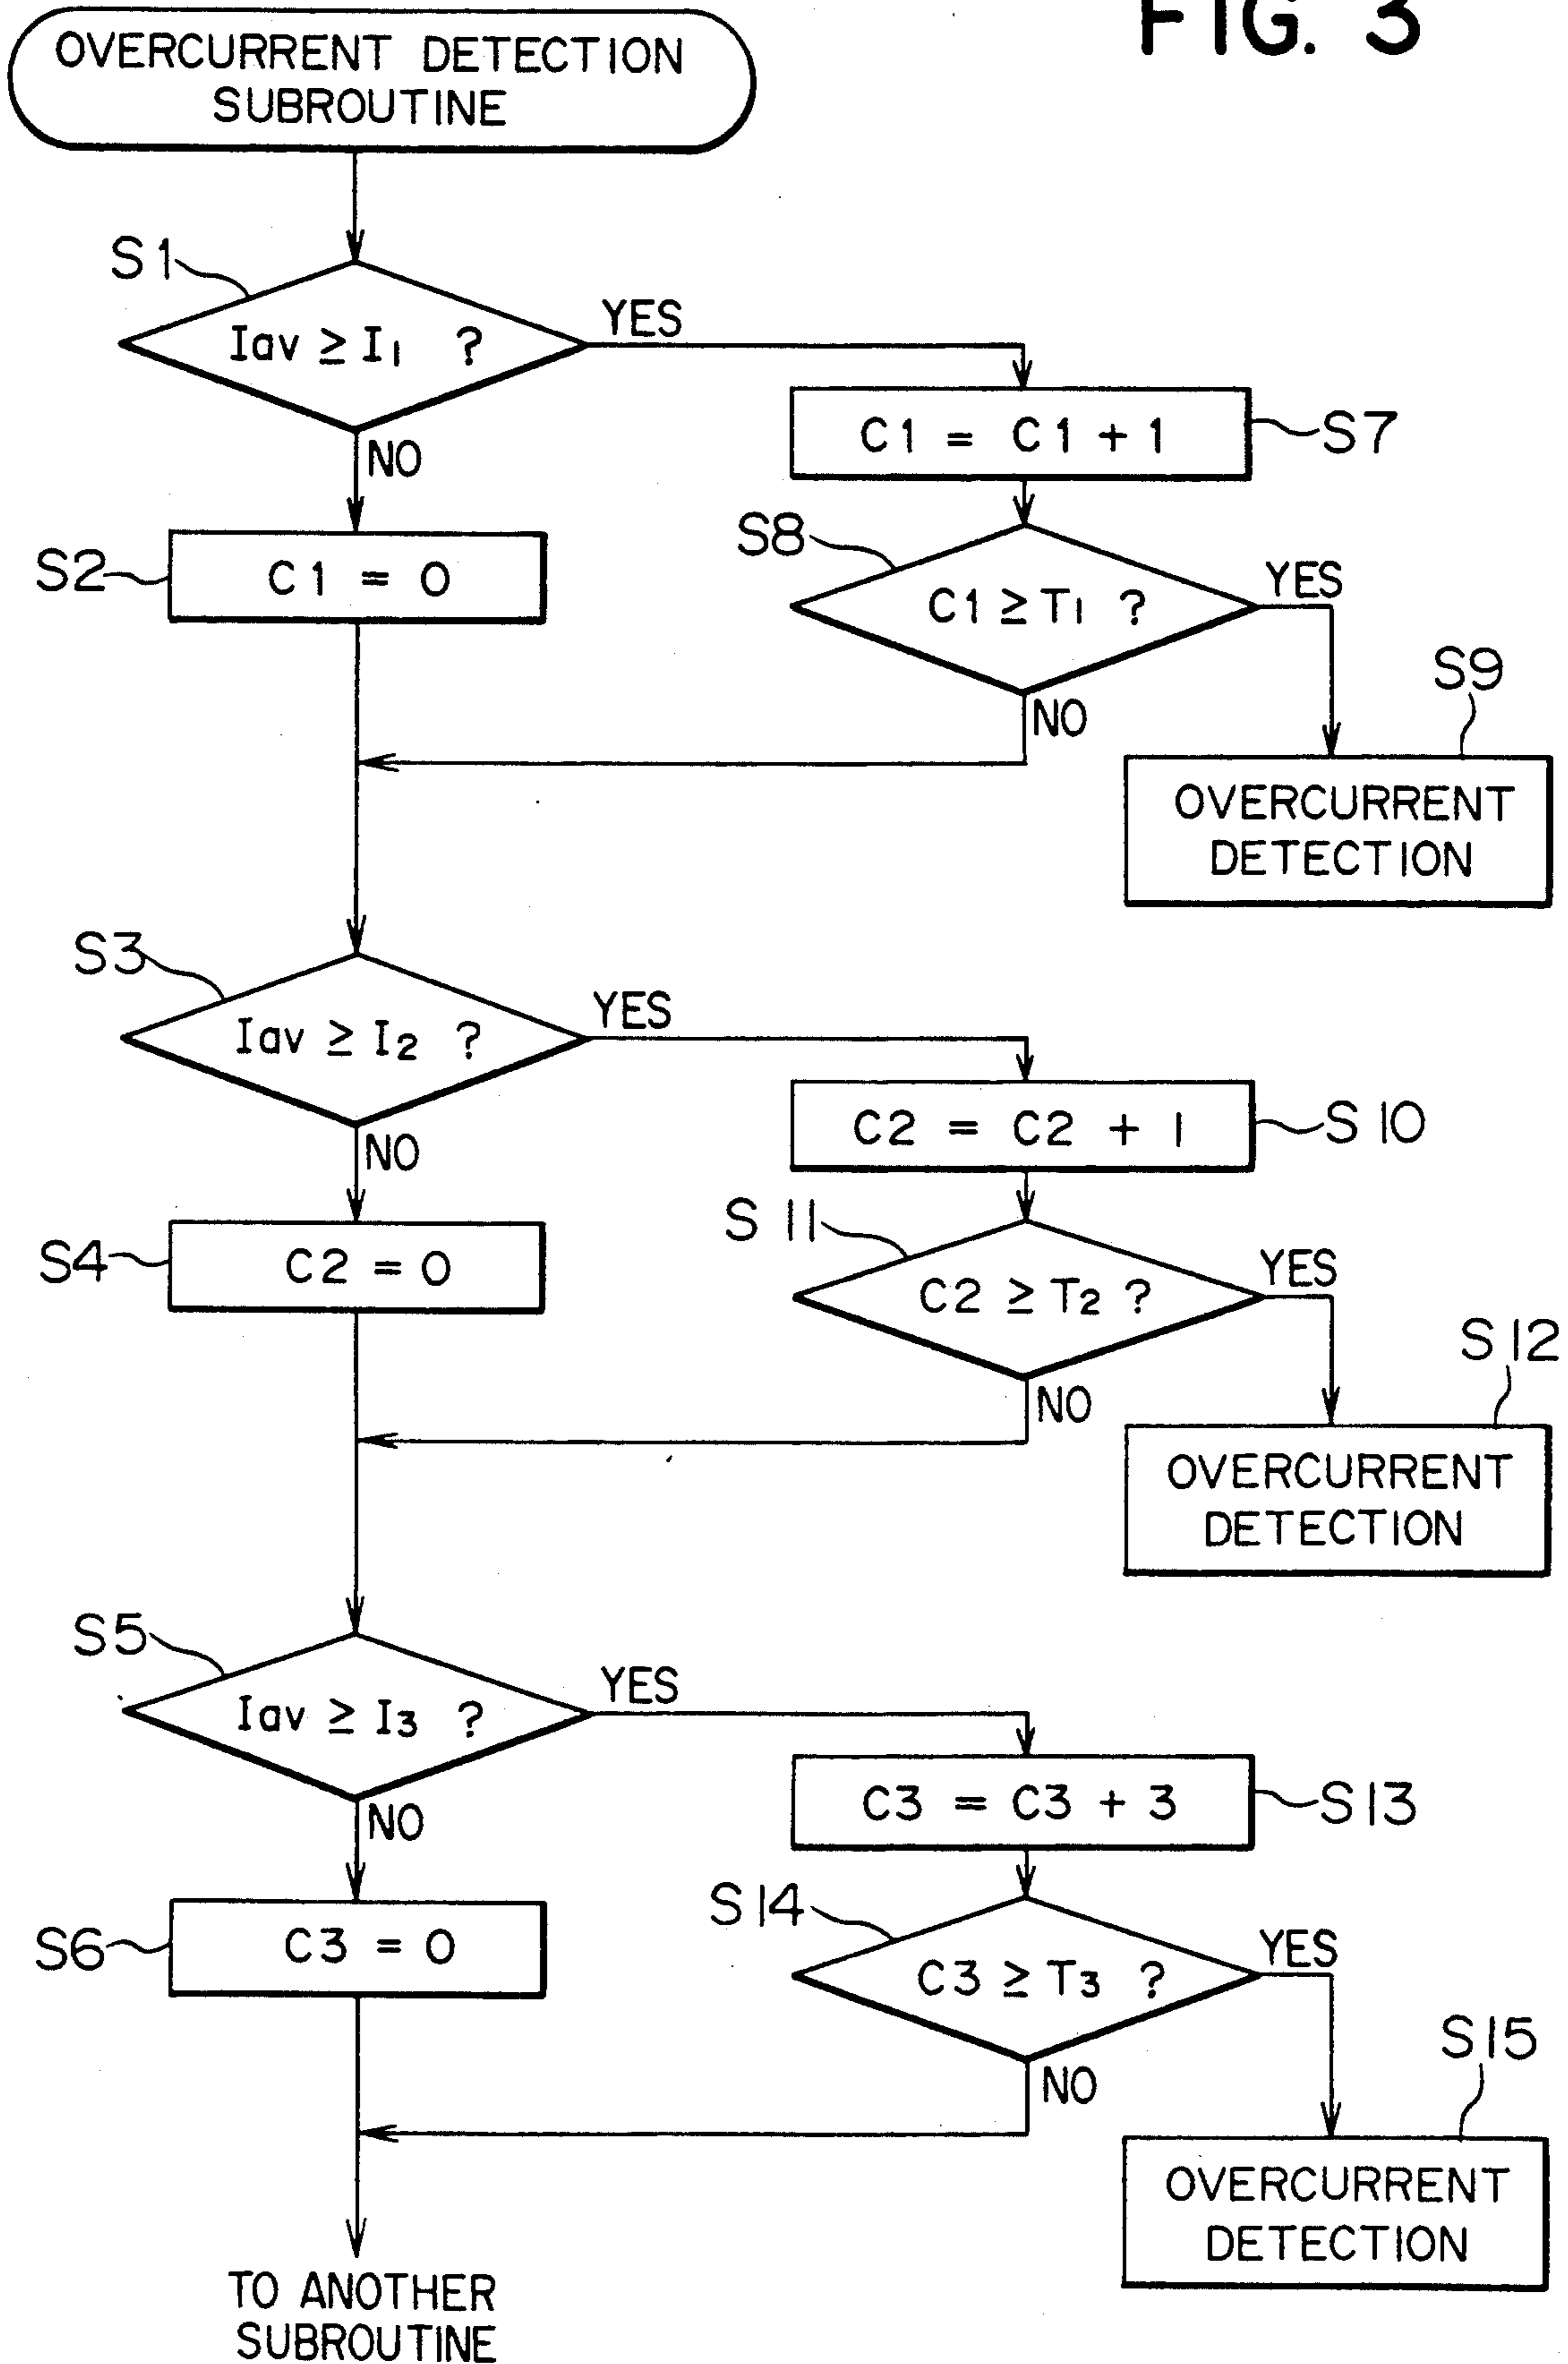 FIG. 3
OVERCURRENT DETECTION
SUBROUTINE
S1
Iav ≥ I₁ ?
YES
NO
C1 = C1 + 1
S7
S2
C1 = 0
S8
C1 ≥ T₁ ?
YES
NO
S9
OVERCURRENT
DETECTION
S3
Iav ≥ I₂ ?
YES
NO
C2 = C2 + 1
S10
S4
C2 = 0
S11
C2 ≥ T₂ ?
YES
NO
S12
OVERCURRENT
DETECTION
S5
Iav ≥ I₃ ?
YES
NO
C3 = C3 + 3
S13
S6
C3 = 0
S14
C3 ≥ T₃ ?
YES
NO
S15
OVERCURRENT
DETECTION
TO ANOTHER
SUBROUTINE